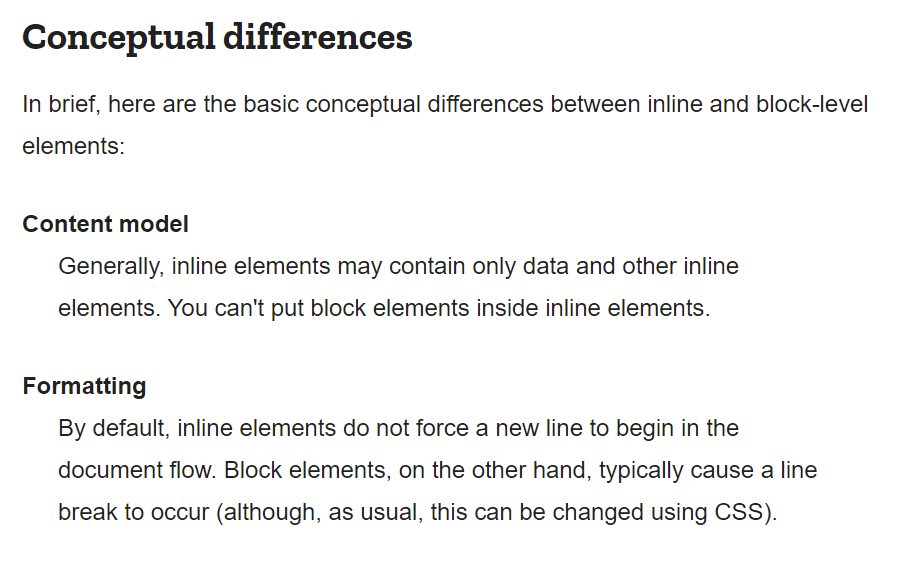 Conceptual differences
In brief, here are the basic conceptual differences between inline and block-level
elements:
Content model
Generally, inline elements may contain only data and other inline
elements. You can't put block elements inside inline elements.
Formatting
By default, inline elements do not force a new line to begin in the
document flow. Block elements, on the other hand, typically cause a line
break to occur (although, as usual, this can be changed using CSS).